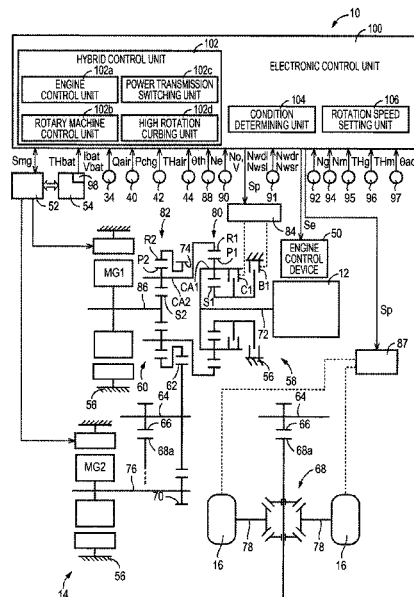 10
100
102
HYBRID CONTROL UNIT
ELECTRONIC CONTROL UNIT
102a
102c
ENGINE CONTROL UNIT
POWER TRANSMISSION SWITCHING UNIT
104
106
102b
102d
CONDITION DETERMINING UNIT
ROTATION SPEED SETTING UNIT
ROTARY MACHINE CONTROL UNIT
HIGH ROTATION CURBING UNIT
Smg THbat Ibat Vbat Qair Pchg THair θth Ne No, V Nwdl Nwsl Sp Nwdr Nwsr Ng Nm THg THm θac
98
52 54 34 40 42 44 88 90 91 92 94 95 96 97
Se
82 80 84 50
R2 74 R1
ENGINE CONTROL DEVICE
P2 P1
MG1 CA1 S1 C1 B1 12
Sp
86 CA2 S2 72
87
62 56
56 60 58
64 64
66 66
68a 68a
68
MG2 76
70 78 78
56 16 16
14